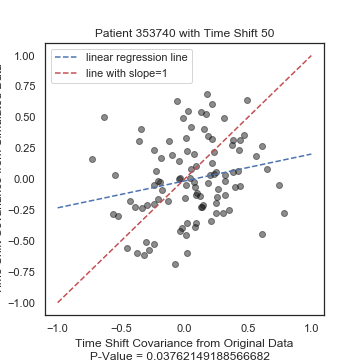 Patient 353740 with Time Shift 50
linear regression line
line with slope=1
1.00
0.75
0.50
0.25
0.00
−0.25
−0.50
−0.75
−1.00
−1.0
−0.5
0.0
0.5
1.0
Time Shift Covariance from Original Data
P-Value = 0.03762149188566682